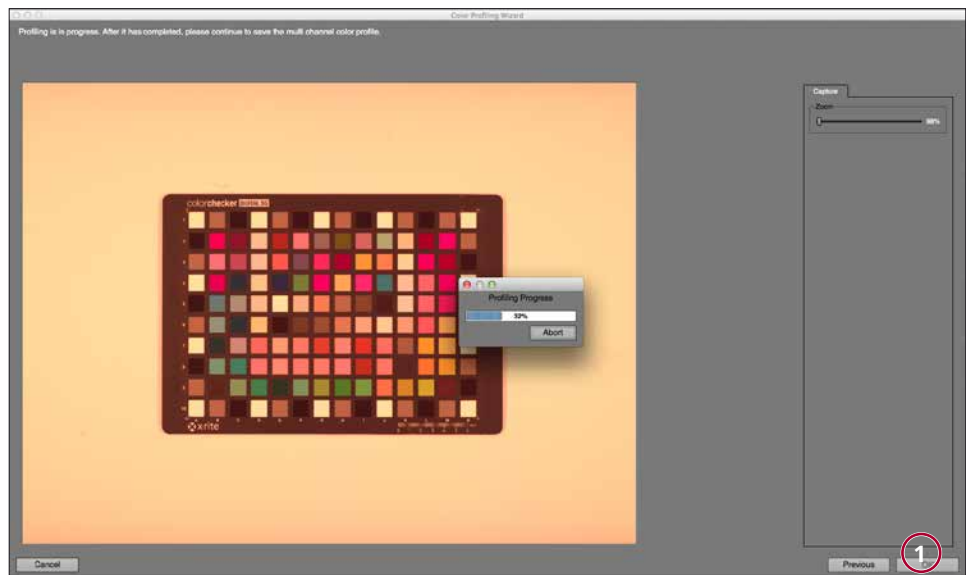 Color Profiling Wizard
Profiling is in progress. After it has completed, please continue to save the multi channel color profile.
Capture
Zoom
colorchecker DIGITAL SG
Profiling Progress
33%
Abort
x-rite
Cancel
Previous
1